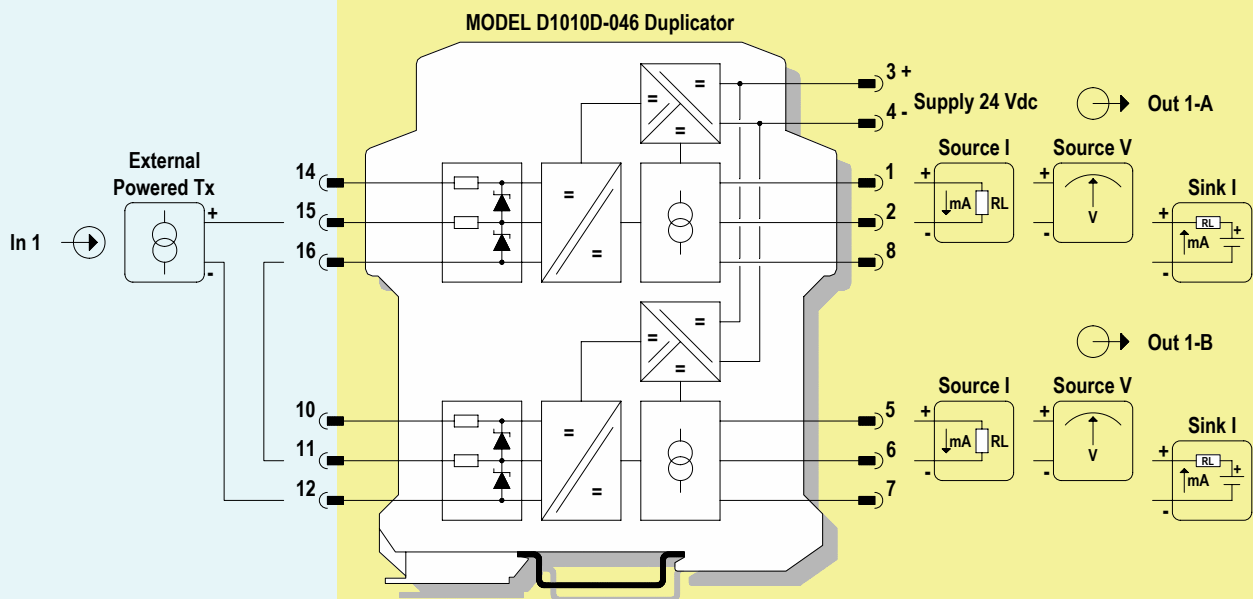 MODEL D1010D-046 Duplicator
3 +
4 -
Supply 24 Vdc
Out 1-A
External
Powered Tx
In 1
+
-
14
15
16
=
=
=
=
=
1
2
8
Source I
+
-
mA
RL
Source V
+
-
V
Sink I
+
-
RL
mA
+
=
=
=
Out 1-B
10
11
12
=
=
5
6
7
Source I
+
-
mA
RL
Source V
+
-
V
Sink I
+
-
RL
mA
+